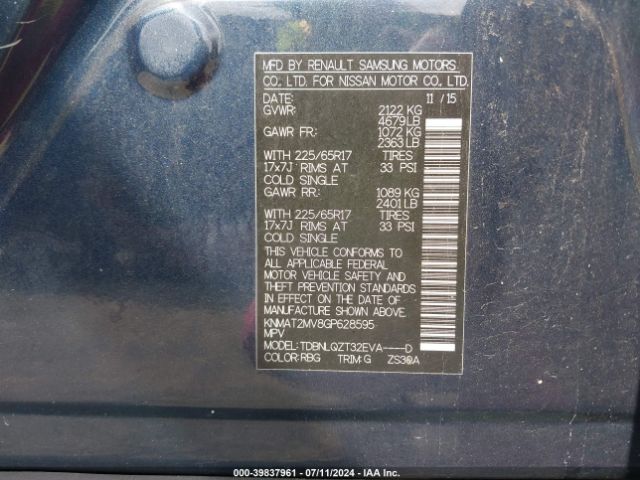 MFD BY RENAULT SAMSUNG MOTORS
CO., LTD. FOR NISSAN MOTOR CO., LTD.
DATE: 11 / 15
GVWR: 2122 KG
4679 LB
GAWR FR: 1072 KG
2363 LB
WITH 225/65R17 TIRES
17x7J RIMS AT 33 PSI
COLD SINGLE
GAWR RR: 1089 KG
2401 LB
WITH 225/65R17 TIRES
17x7J RIMS AT 33 PSI
COLD SINGLE
THIS VEHICLE CONFORMS TO
ALL APPLICABLE FEDERAL
MOTOR VEHICLE SAFETY AND
THEFT PREVENTION STANDARDS
IN EFFECT ON THE DATE OF
MANUFACTURE SHOWN ABOVE
KNMAT2MV8GP628595
MPV
MODEL: TDBNLQZT32EVA----D
COLOR: RBG TRIM: G
000-39837961 - 07/11/2024 - IAA Inc.